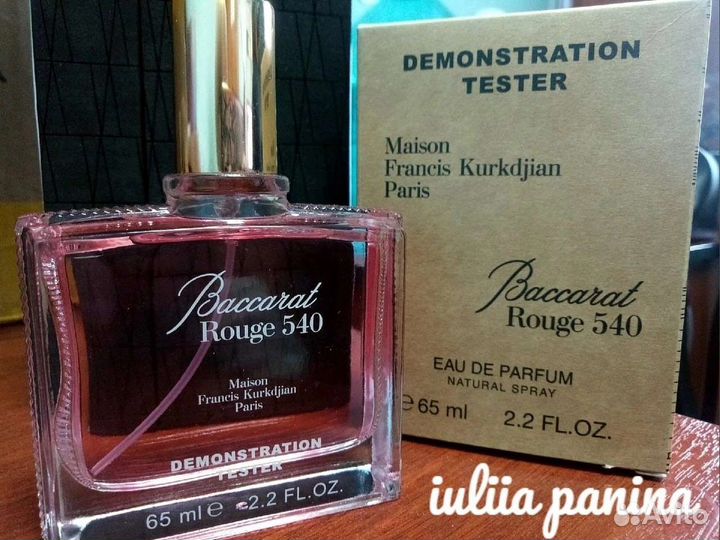 DEMONSTRATION
TESTER
Maison
Francis Kurkdjian
Paris
Baccarat
Rouge 540
EAU DE PARFUM
NATURAL SPRAY
e 65 ml 2.2 FL.OZ.
Baccarat
Rouge 540
Maison
Francis Kurkdjian
Paris
DEMONSTRATION
TESTER
65 ml e 2.2 FL.OZ.
iuliia panina
Avito